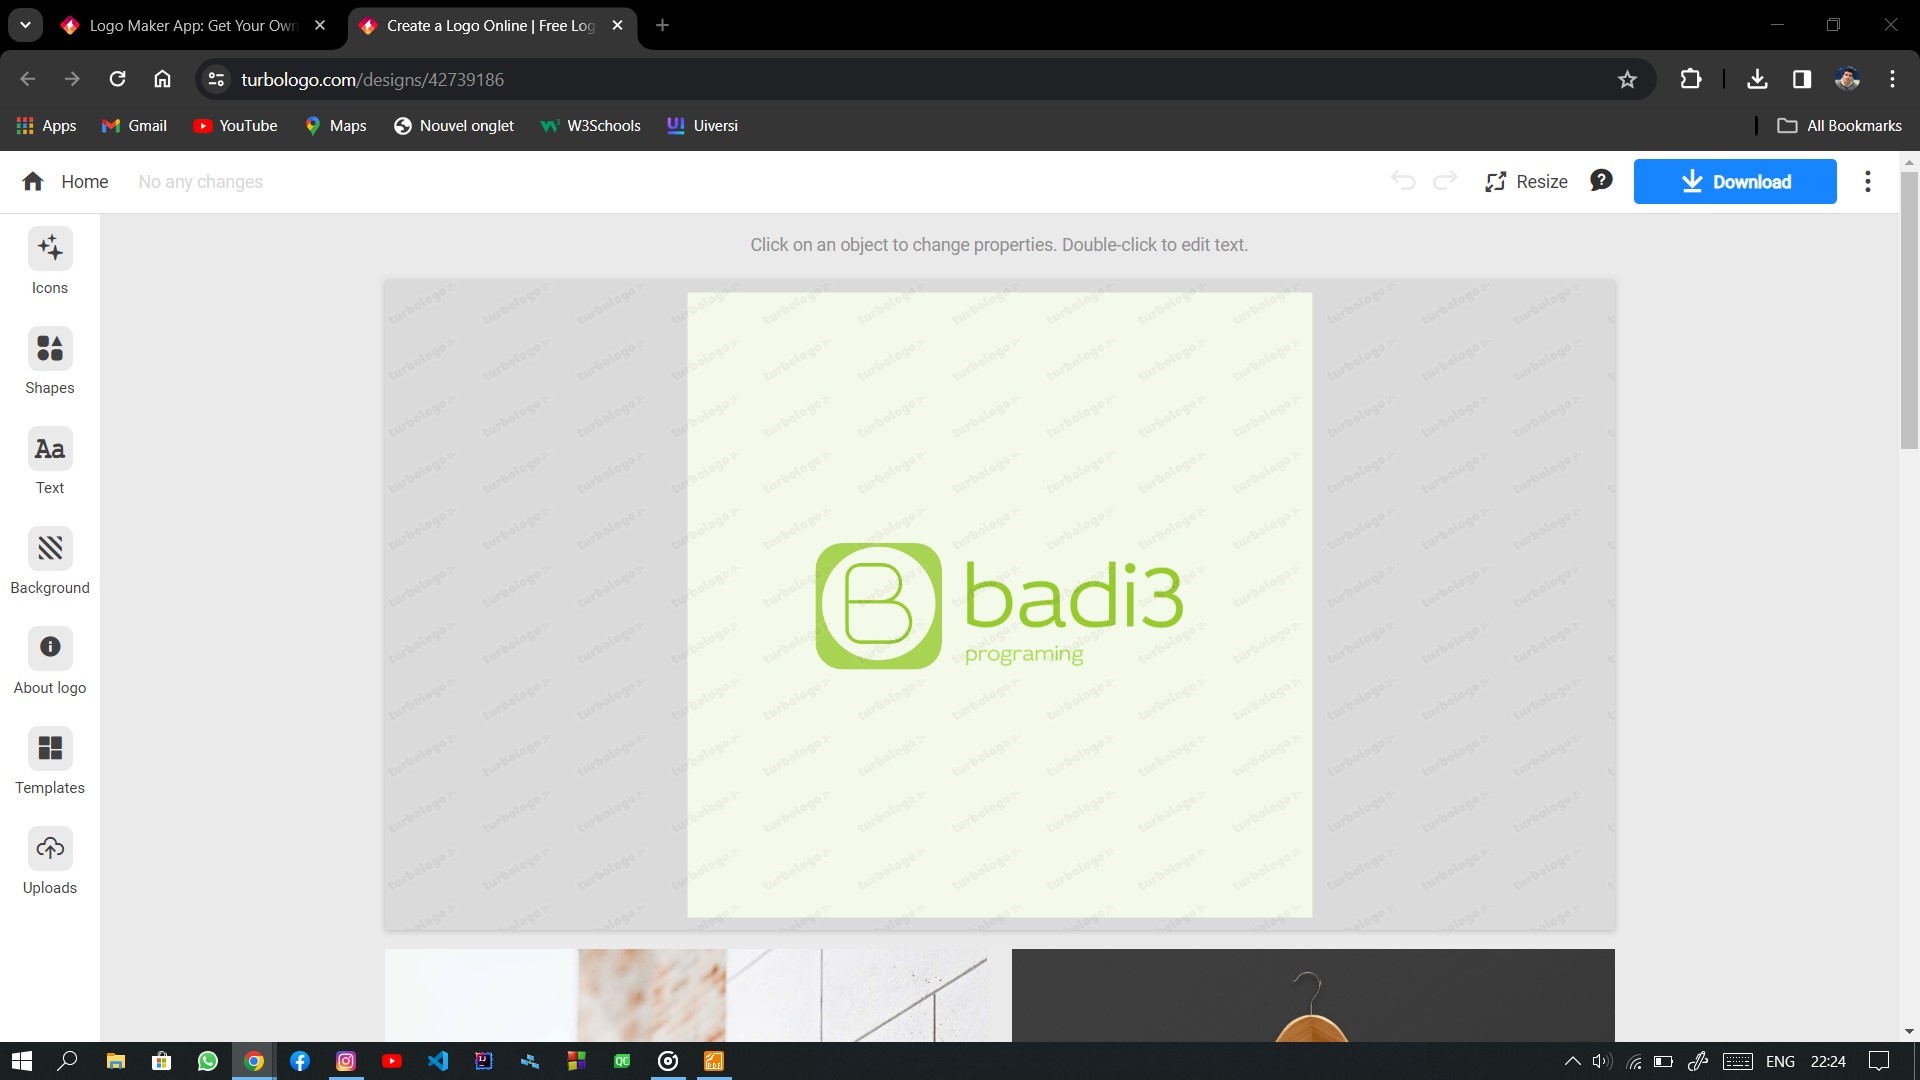 Logo Maker App: Get Your Own
Create a Logo Online | Free Log
turbologo.com/designs/42739186
Apps
Gmail
YouTube
Maps
Nouvel onglet
W3Schools
Uiversi
All Bookmarks
Home
No any changes
Resize
Download
Click on an object to change properties. Double-click to edit text.
Icons
Shapes
Aa
Text
Background
About logo
Templates
Uploads
turbologo
B
badi3
programing
ENG
22:24